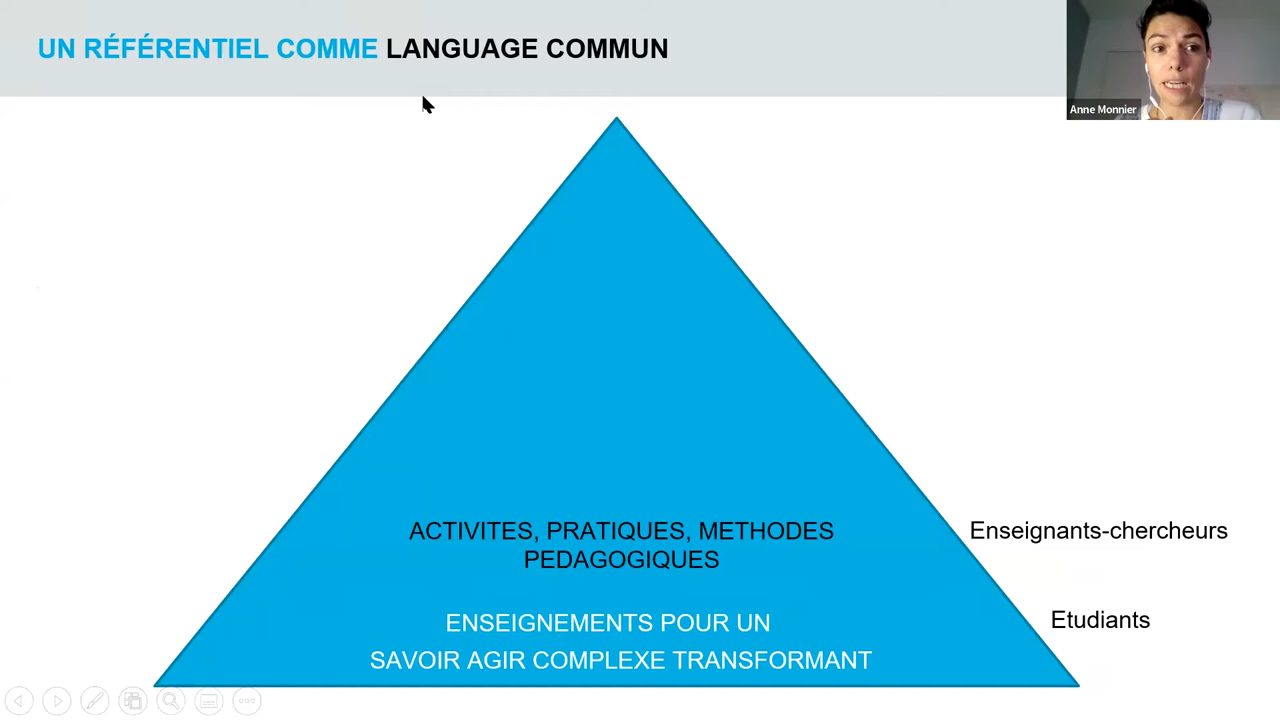 UN RÉFÉRENTIEL COMME LANGUAGE COMMUN
Anne Monnier
ACTIVITES, PRATIQUES, METHODES
PEDAGOGIQUES
Enseignants-chercheurs
ENSEIGNEMENTS POUR UN
SAVOIR AGIR COMPLEXE TRANSFORMANT
Etudiants